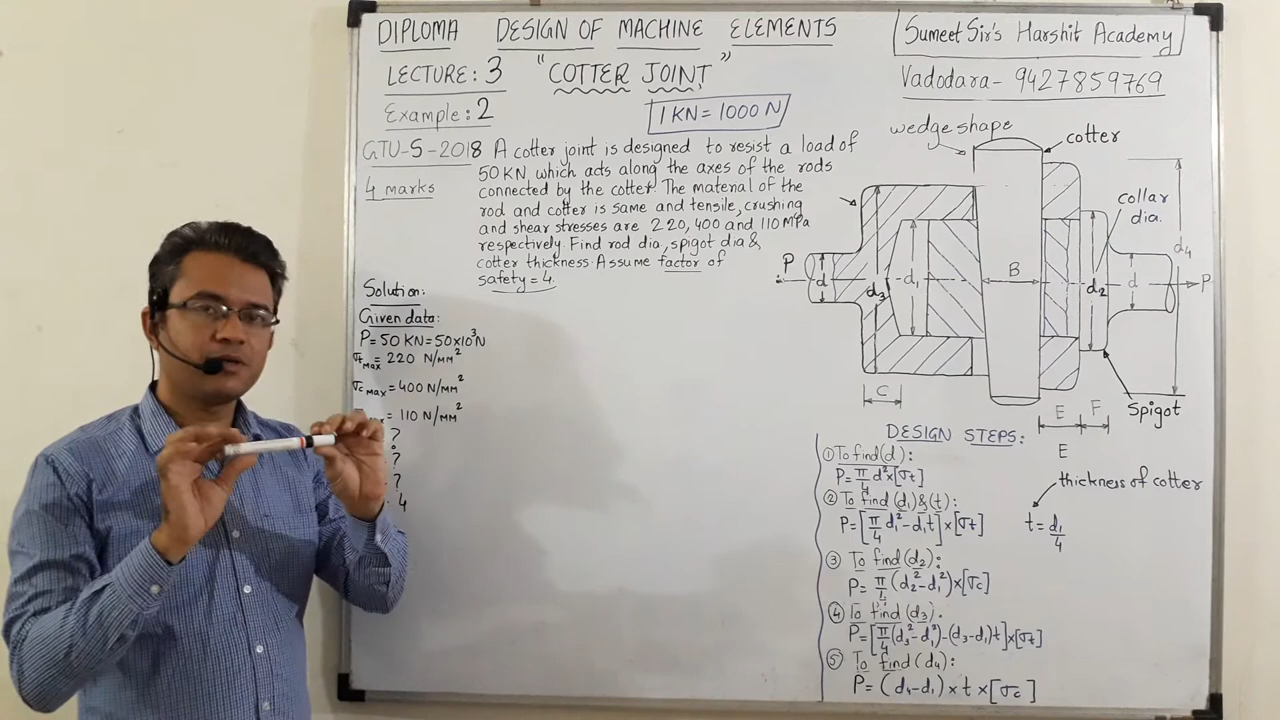 DIPLOMA DESIGN OF MACHINE ELEMENTS
LECTURE: 3 "COTTER JOINT"
Example: 2
1 KN = 1000 N
Sumeet Sir's Harshit Academy
Vadodara - 9427859769
GTU-S-2018 A cotter joint is designed to resist a load of
4 marks
50 KN, which acts along the axes of the rods
connected by the cotter. The material of the
rod and cotter is same and tensile, crushing
and shear stresses are 220, 400 and 110 MPa
respectively. Find rod dia, spigot dia &
cotter thickness. Assume factor of
safety = 4.
Solution:
Given data:
P = 50 KN = 50×10³ N
σt max = 220 N/MM²
σc max = 400 N/MM²
= 110 N/MM²
?
?
?
4
wedge shape
cotter
collar
dia.
P
d
d3
d1
B
d2
d
d4
P
C
E
F
E
Spigot
DESIGN STEPS:
① To find (d):
P = π/4 d² × [σt]
② To find (d1) & (t):
P = [π/4 d1² - d1t] × [σt]
③ To find (d2):
P = π/4 (d2² - d1²) × [σc]
④ To find (d3):
P = [π/4 (d3² - d1²) - (d3 - d1)t] × [σt]
⑤ To find (d4):
P = (d4 - d1) × t × [σc]
thickness of cotter
t = d1/4